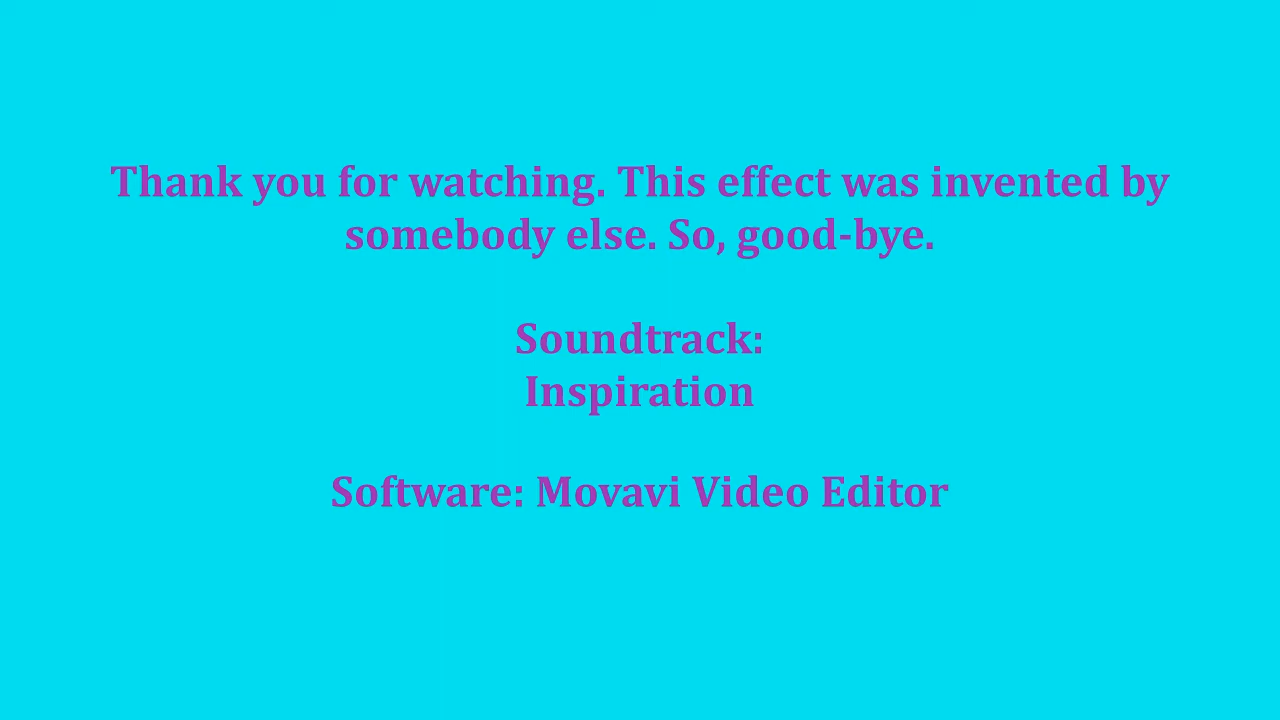 Thank you for watching. This effect was invented by
somebody else. So, good-bye.
Soundtrack:
Inspiration
Software: Movavi Video Editor